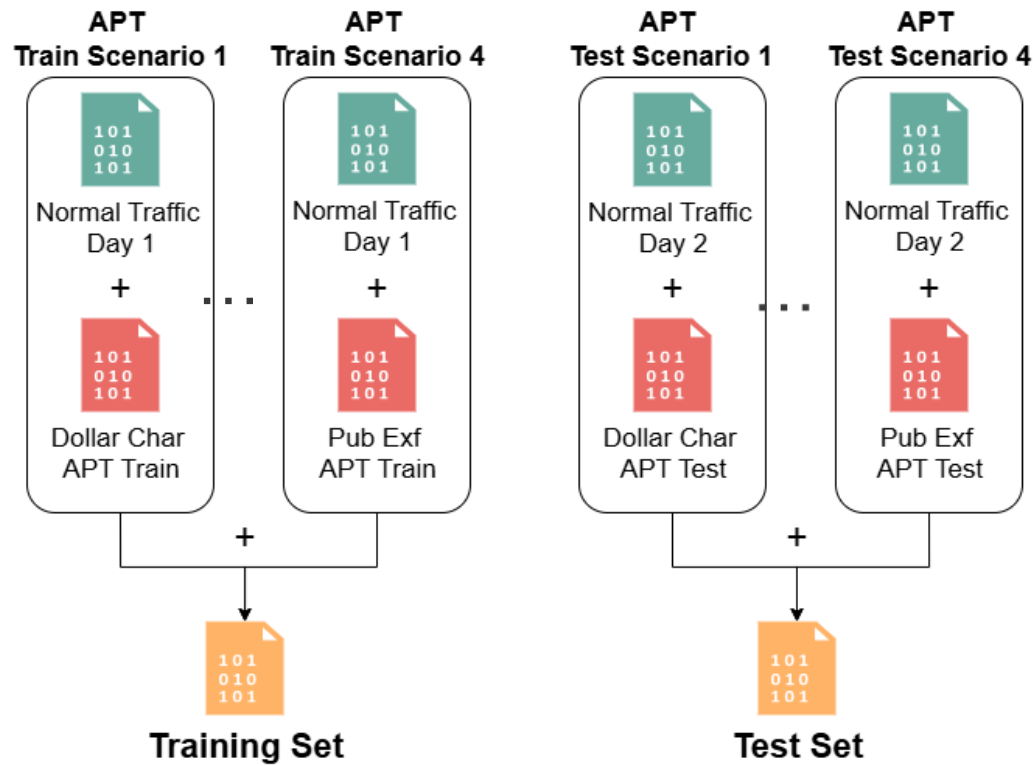 APT
Train Scenario 1
101
010
101
Normal Traffic
Day 1
+
101
010
101
Dollar Char
APT Train
...
APT
Train Scenario 4
101
010
101
Normal Traffic
Day 1
+
101
010
101
Pub Exf
APT Train
+
101
010
101
Training Set
APT
Test Scenario 1
101
010
101
Normal Traffic
Day 2
+
101
010
101
Dollar Char
APT Test
...
APT
Test Scenario 4
101
010
101
Normal Traffic
Day 2
+
101
010
101
Pub Exf
APT Test
+
101
010
101
Test Set